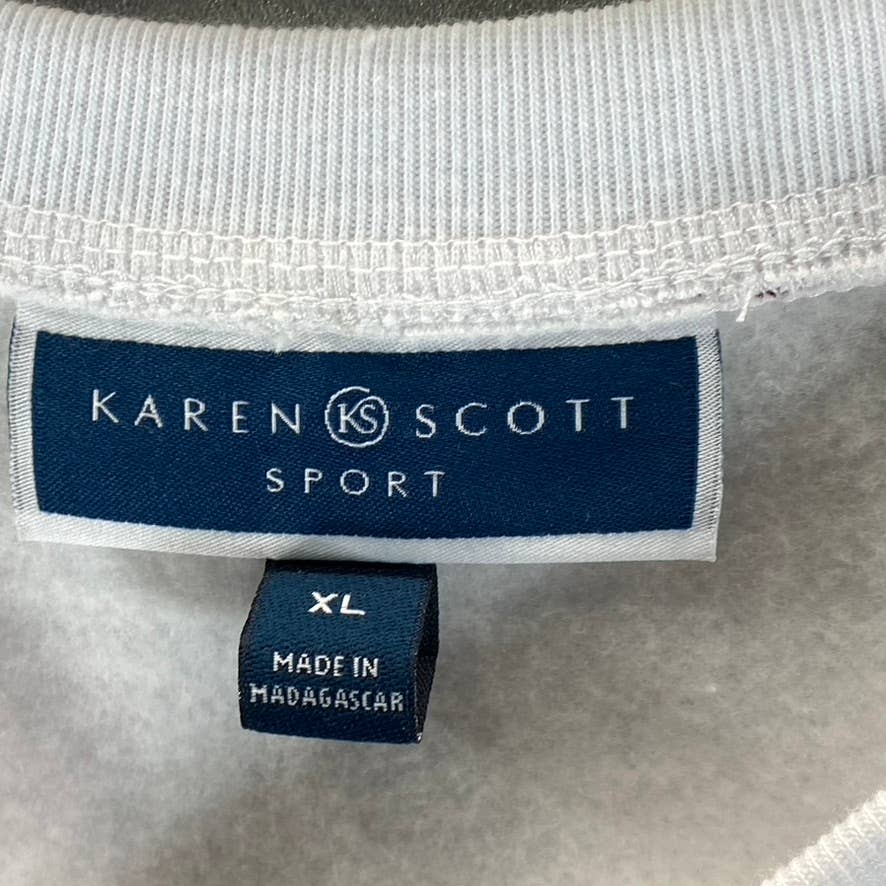 KAREN KS SCOTT
SPORT
XL
MADE IN
MADAGASCAR